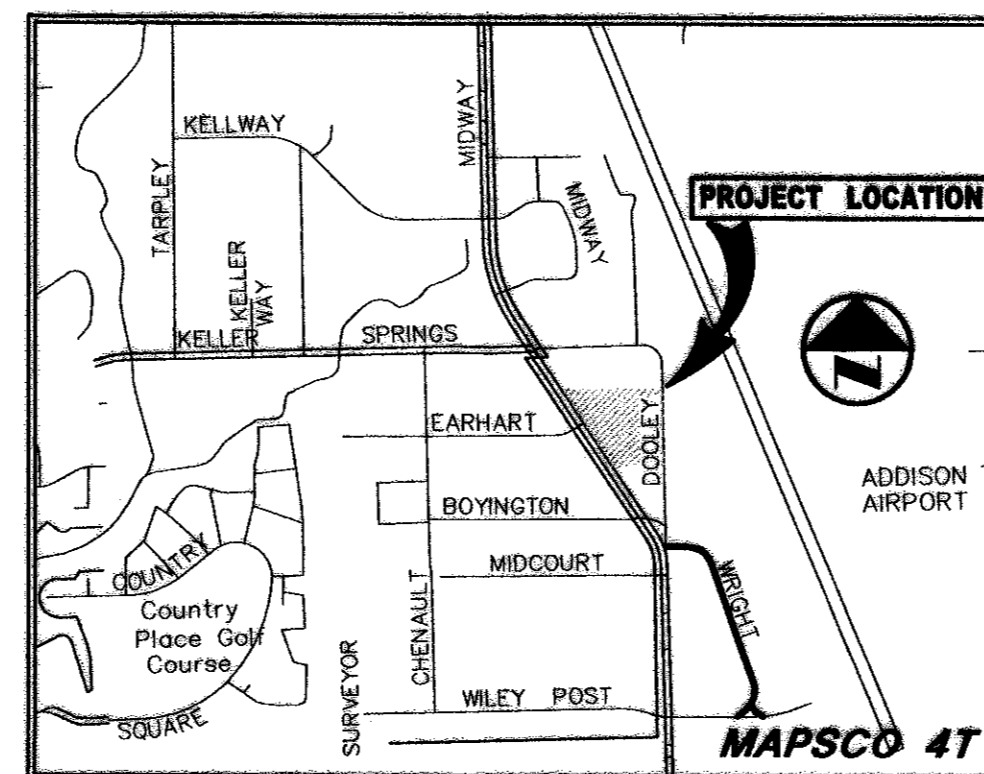 MIDWAY
KELLWAY
TARPLEY
MIDWAY
PROJECT LOCATION
KELLER
WAY
KELLER
SPRINGS
EARHART
DOOLEY
ADDISON
AIRPORT
BOYINGTON
MIDCOURT
COUNTRY
WRIGHT
Country
Place Golf
Course
CHENAULT
SURVEYOR
WILEY POST
SQUARE
MAPSCO 4T